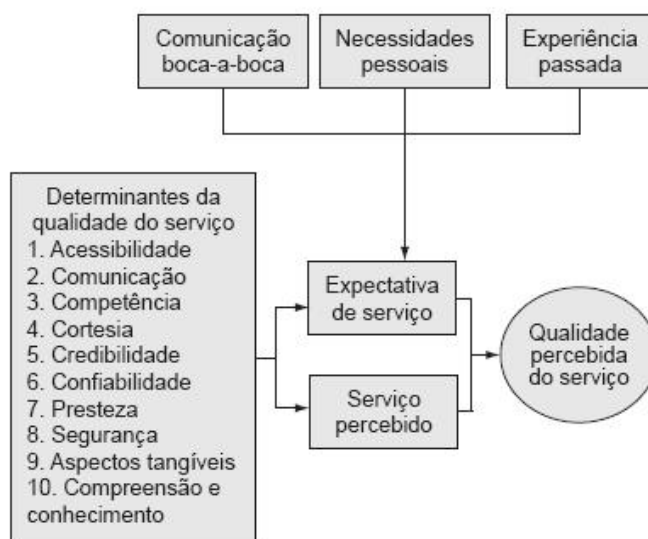 Comunicação
boca-a-boca
Necessidades
pessoais
Experiência
passada
Determinantes da
qualidade do serviço
1. Acessibilidade
2. Comunicação
3. Competência
4. Cortesia
5. Credibilidade
6. Confiabilidade
7. Presteza
8. Segurança
9. Aspectos tangíveis
10. Compreensão e
conhecimento
Expectativa
de serviço
Serviço
percebido
Qualidade
percebida
do serviço